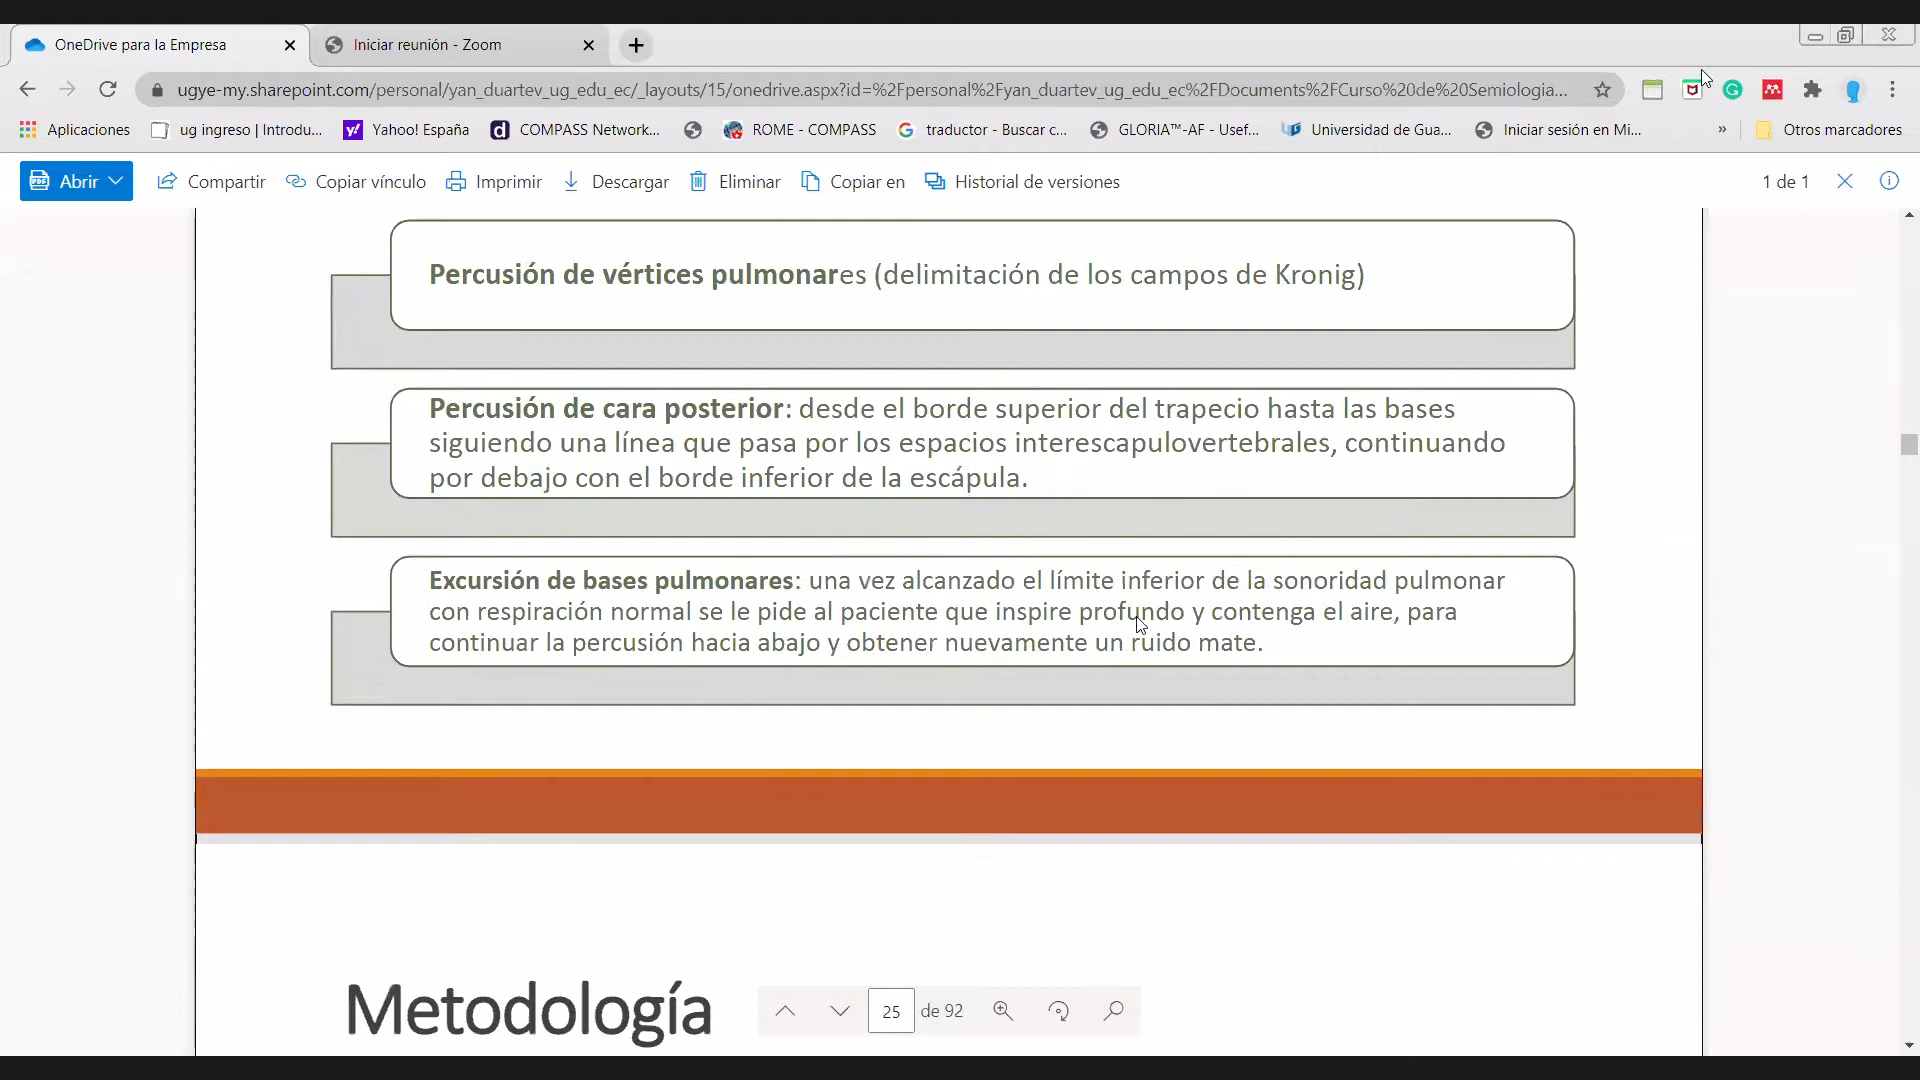 OneDrive para la Empresa
Iniciar reunión - Zoom
ugye-my.sharepoint.com/personal/yan_duartev_ug_edu_ec/_layouts/15/onedrive.aspx?id=%2Fpersonal%2Fyan_duartev_ug_edu_ec%2FDocuments%2FCurso%20de%20Semiologia...
Aplicaciones
ug ingreso | Introdu...
Yahoo! España
COMPASS Network...
ROME - COMPASS
traductor - Buscar c...
GLORIA™-AF - Usef...
Universidad de Gua...
Iniciar sesión en Mi...
»
Otros marcadores
Abrir
Compartir
Copiar vínculo
Imprimir
Descargar
Eliminar
Copiar en
Historial de versiones
1 de 1
Percusión de vértices pulmonares (delimitación de los campos de Kronig)
Percusión de cara posterior: desde el borde superior del trapecio hasta las bases
siguiendo una línea que pasa por los espacios interescapulovertebrales, continuando
por debajo con el borde inferior de la escápula.
Excursión de bases pulmonares: una vez alcanzado el límite inferior de la sonoridad pulmonar
con respiración normal se le pide al paciente que inspire profundo y contenga el aire, para
continuar la percusión hacia abajo y obtener nuevamente un ruido mate.
Metodología
25 de 92